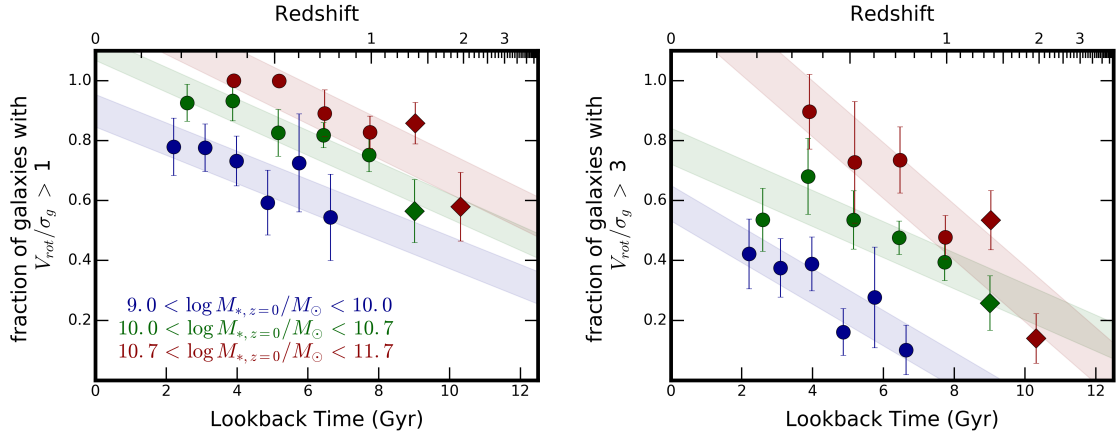 Redshift
0 1 2 3
fraction of galaxies with
V_rot/σ_g > 1
1.0
0.8
0.6
0.4
0.2
9.0 < log M_{*,z=0}/M_⊙ < 10.0
10.0 < log M_{*,z=0}/M_⊙ < 10.7
10.7 < log M_{*,z=0}/M_⊙ < 11.7
0 2 4 6 8 10 12
Lookback Time (Gyr)
Redshift
0 1 2 3
fraction of galaxies with
V_rot/σ_g > 3
1.0
0.8
0.6
0.4
0.2
0 2 4 6 8 10 12
Lookback Time (Gyr)